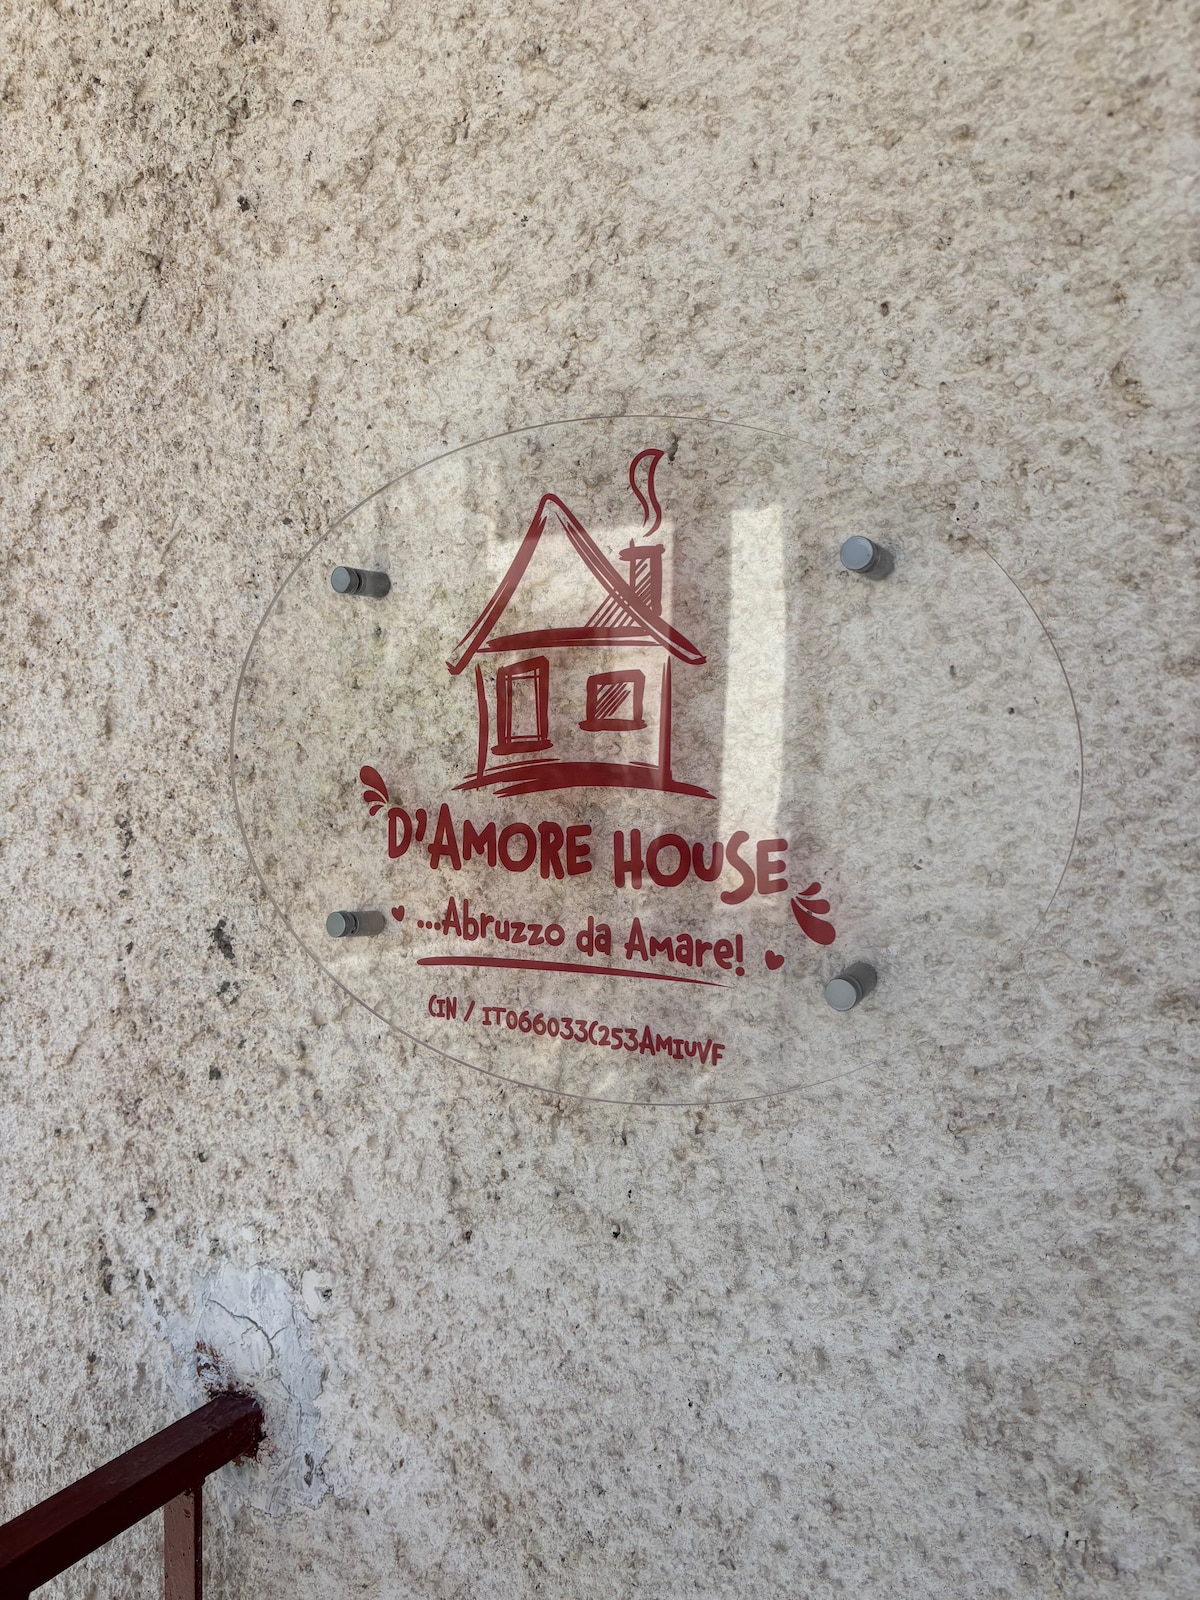 D'AMORE HOUSE
...Abruzzo da Amare!
CIN / IT066033C253AMIUVF